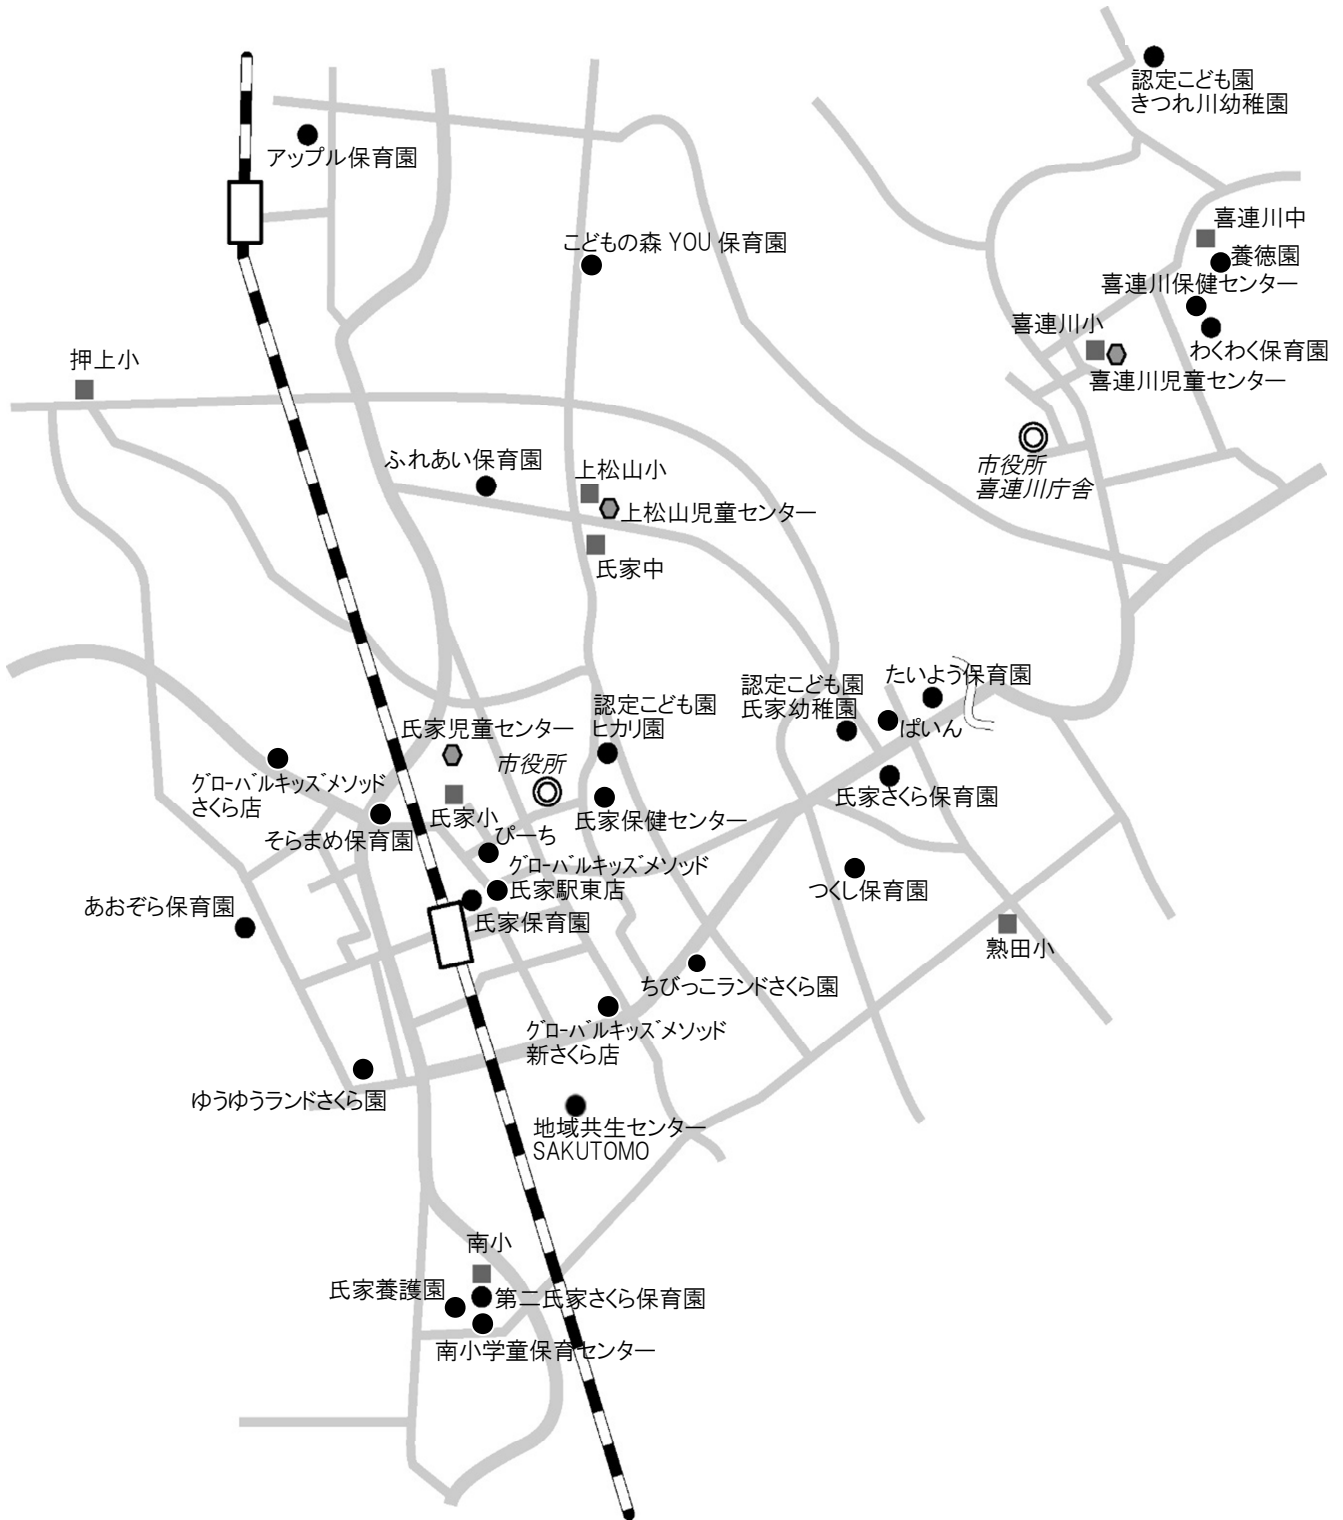 認定こども園
きつれ川幼稚園
アップル保育園
喜連川中
養徳園
こどもの森 YOU 保育園
喜連川保健センター
喜連川小
わくわく保育園
押上小
喜連川児童センター
ふれあい保育園
上松山小
市役所
喜連川庁舎
上松山児童センター
氏家中
たいよう保育園
認定こども園
氏家幼稚園
認定こども園
ヒカリ園
氏家児童センター
ぱいん
市役所
グローバルキッズメソッド
さくら店
氏家さくら保育園
氏家小
氏家保健センター
そらまめ保育園
ぴーち
グローバルキッズメソッド
氏家駅東店
つくし保育園
あおぞら保育園
氏家保育園
熟田小
ちびっこランドさくら園
グローバルキッズメソッド
新さくら店
ゆうゆうランドさくら園
地域共生センター
SAKUTOMO
南小
氏家養護園
第二氏家さくら保育園
南小学童保育センター